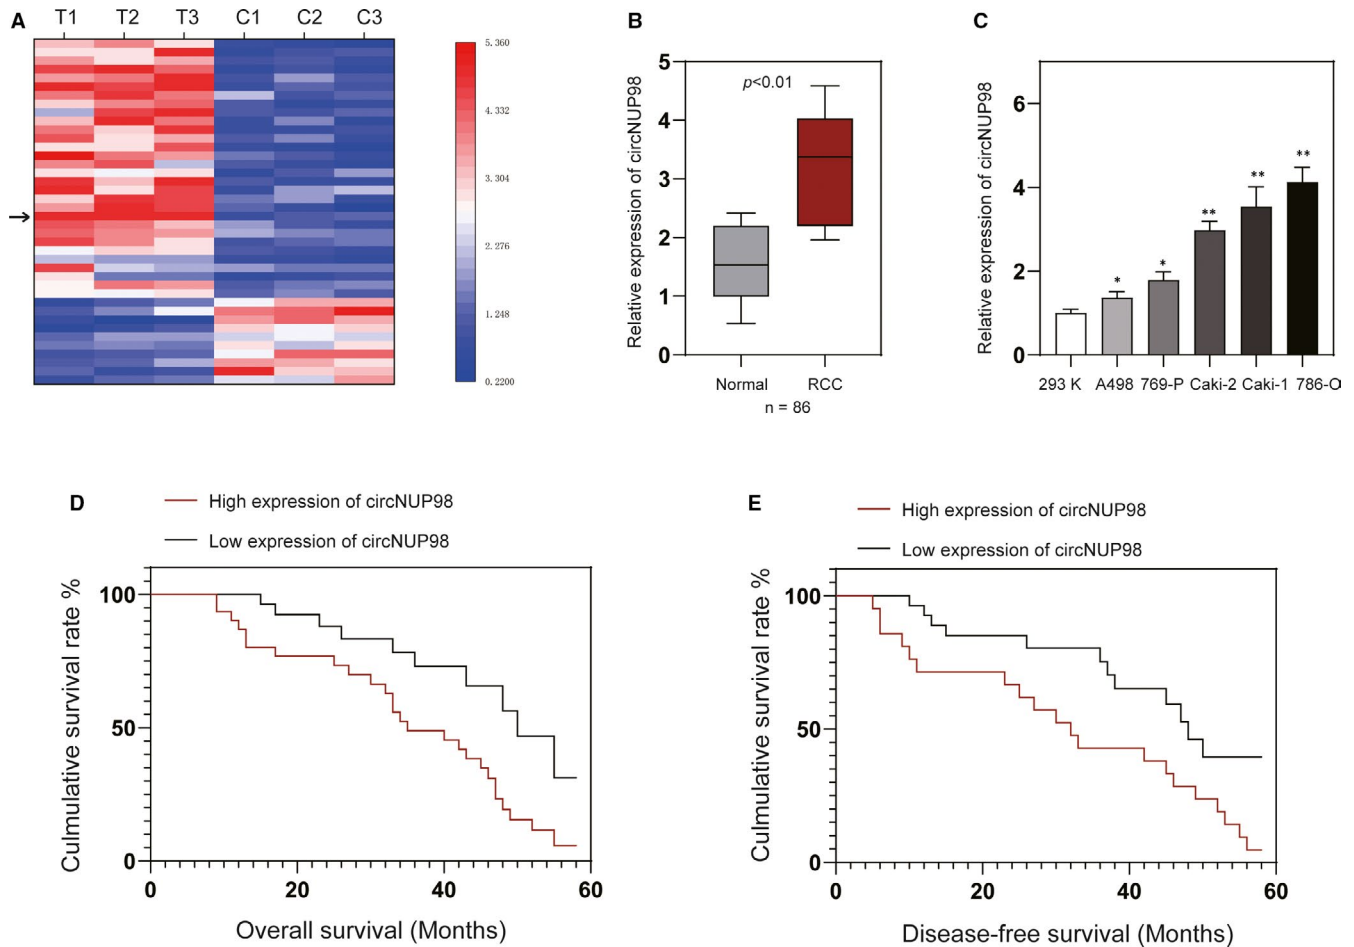 A
T1 T2 T3 C1 C2 C3
5.360
4.332
3.304
2.276
1.248
0.2200
B
Relative expression of circNUP98
5
4
3
2
1
0
p<0.01
Normal RCC
n = 86
C
Relative expression of circNUP98
6
4
2
0
* * ** ** **
293 K A498 769-P Caki-2 Caki-1 786-O
D
High expression of circNUP98
Low expression of circNUP98
Culmulative survival rate %
100
50
0
0 20 40 60
Overall survival (Months)
E
High expression of circNUP98
Low expression of circNUP98
Culmulative survival rate %
100
50
0
0 20 40 60
Disease-free survival (Months)